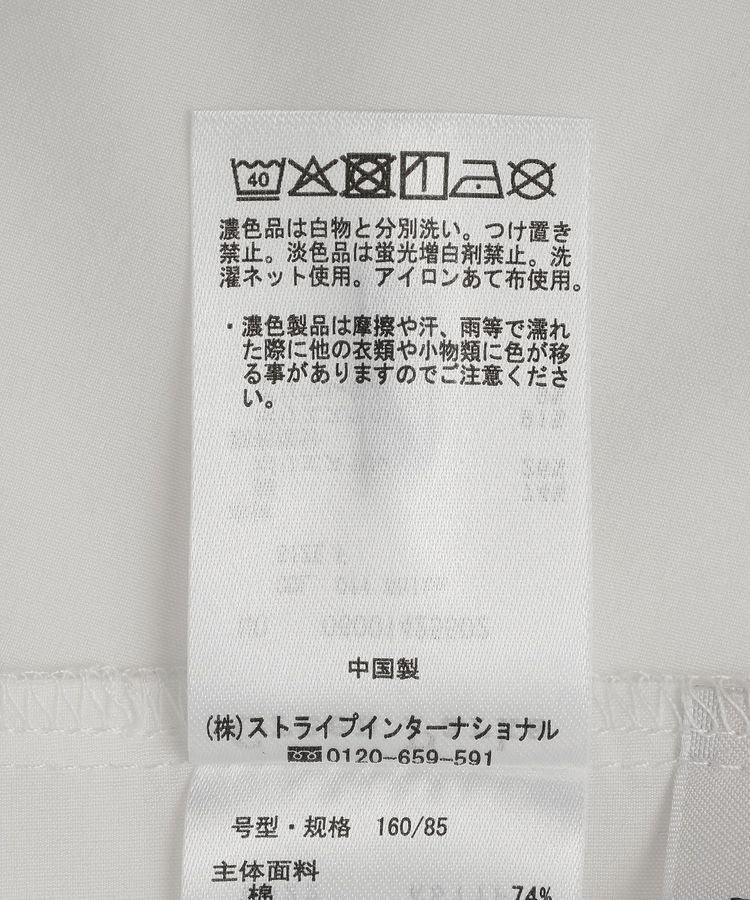 40
濃色品は白物と分別洗い。つけ置き
禁止。淡色品は蛍光増白剤禁止。洗
濯ネット使用。アイロンあて布使用。
・濃色製品は摩擦や汗、雨等で濡れ
た際に他の衣類や小物類に色が移
る事がありますのでご注意くださ
い。
中国製
(株)ストライプインターナショナル
0120-659-591
号型・规格 160/85
主体面料
棉 74%